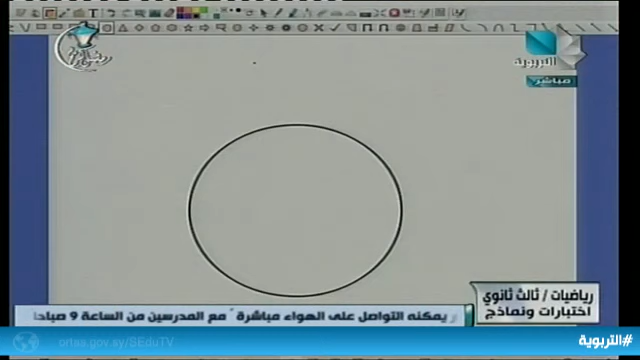 التربوية
مباشر
رياضيات / ثالث ثانوي
اختبارات ونماذج
يمكنه التواصل على الهواء مباشرة مع المدرسين من الساعة 9 صباحا
ortas.gov.sy/SEduTV
#التربوية